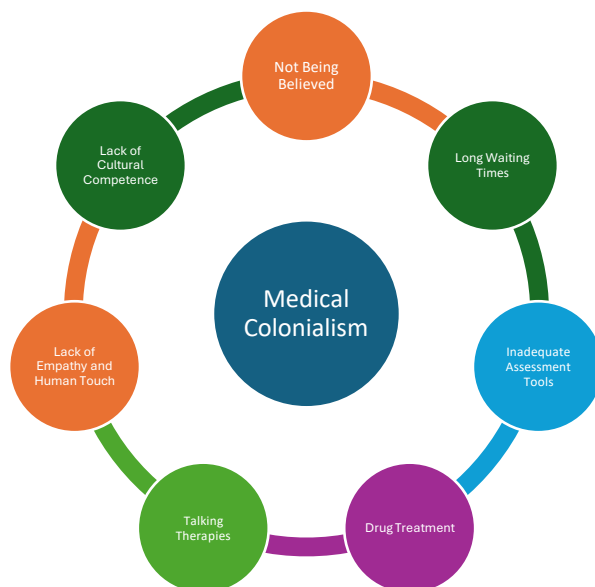 Not Being
Believed
Long Waiting
Times
Inadequate
Assessment
Tools
Drug Treatment
Talking
Therapies
Lack of
Empathy and
Human Touch
Lack of
Cultural
Competence
Medical
Colonialism